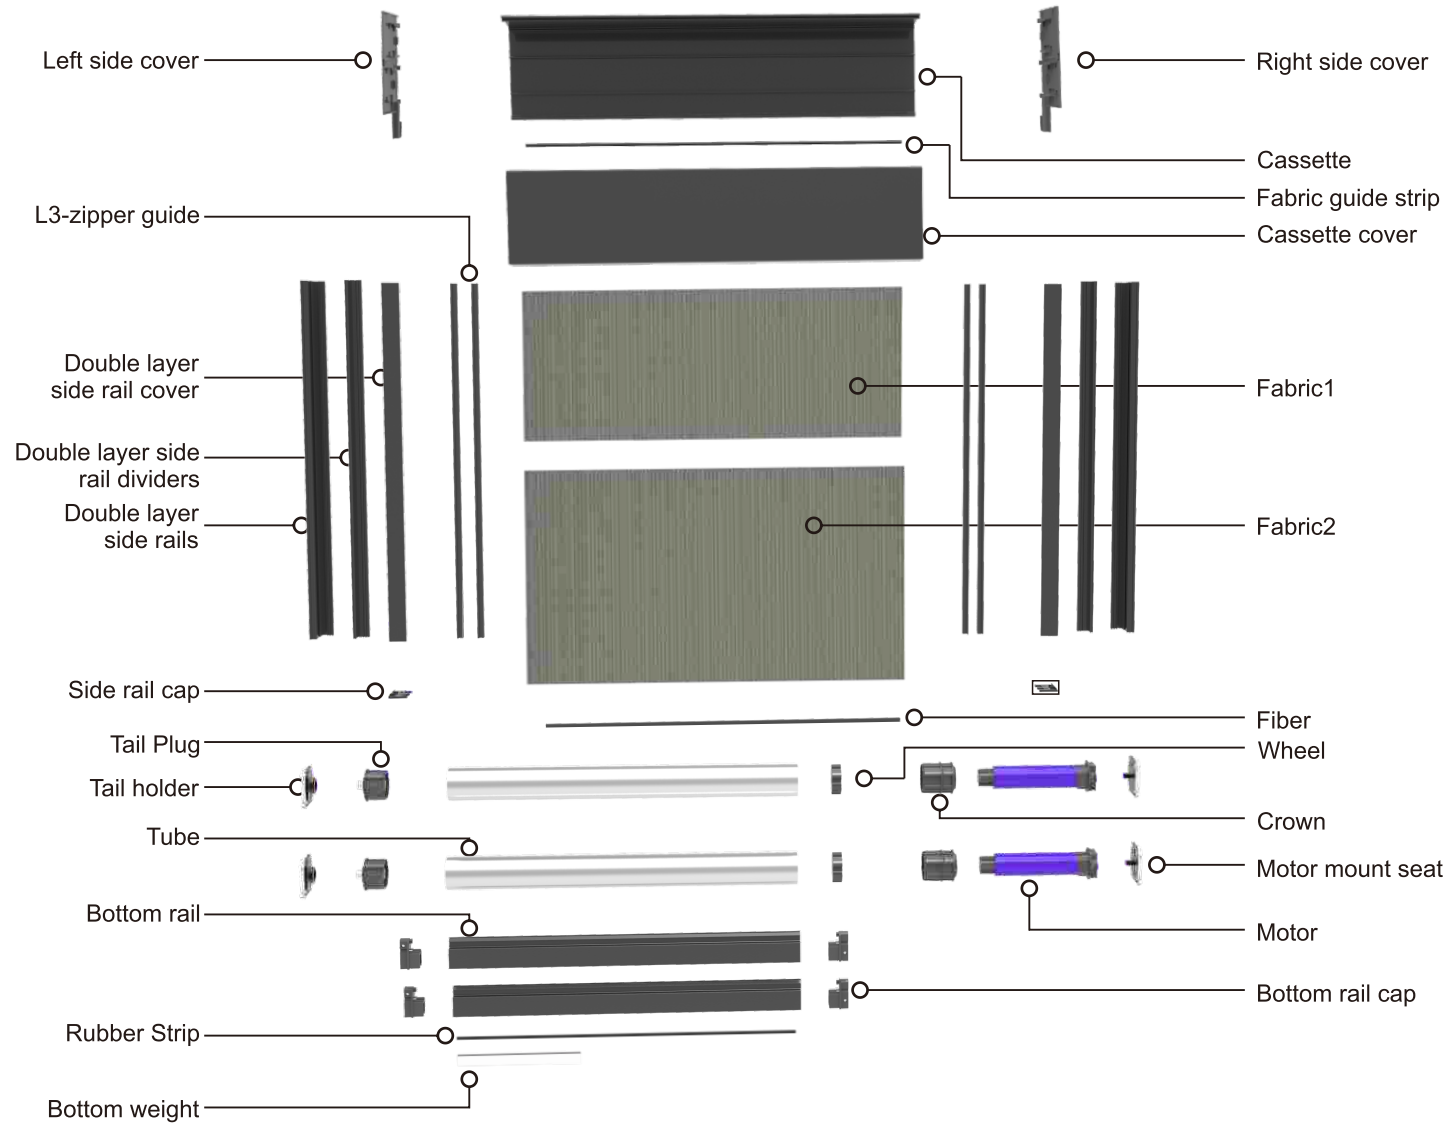 Left side cover
Right side cover
Cassette
Fabric guide strip
L3-zipper guide
Cassette cover
Double layer
side rail cover
Fabric1
Double layer side
rail dividers
Double layer
side rails
Fabric2
Side rail cap
Fiber
Tail Plug
Wheel
Tail holder
Crown
Tube
Motor mount seat
Bottom rail
Motor
Bottom rail cap
Rubber Strip
Bottom weight